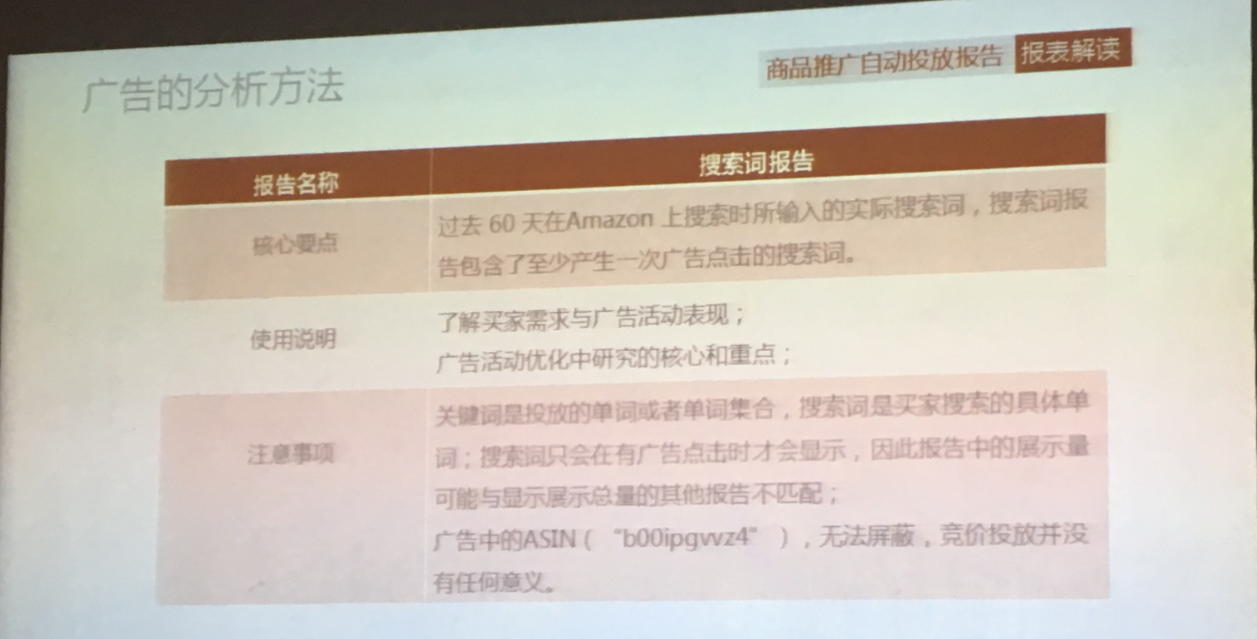 广告的分析方法
商品推广自动投放报告 报表解读
报告名称 搜索词报告
核心要点
过去 60 天在Amazon 上搜索时所输入的实际搜索词，搜索词报
告包含了至少产生一次广告点击的搜索词。
使用说明
了解买家需求与广告活动表现；
广告活动优化中研究的核心和重点；
注意事项
关键词是投放的单词或者单词集合，搜索词是买家搜索的具体单
词；搜索词只会在有广告点击时才会显示，因此报告中的展示量
可能与显示展示总量的其他报告不匹配；
广告中的ASIN（ “b00ipgvvz4” ），无法屏蔽，竞价投放并没
有任何意义。